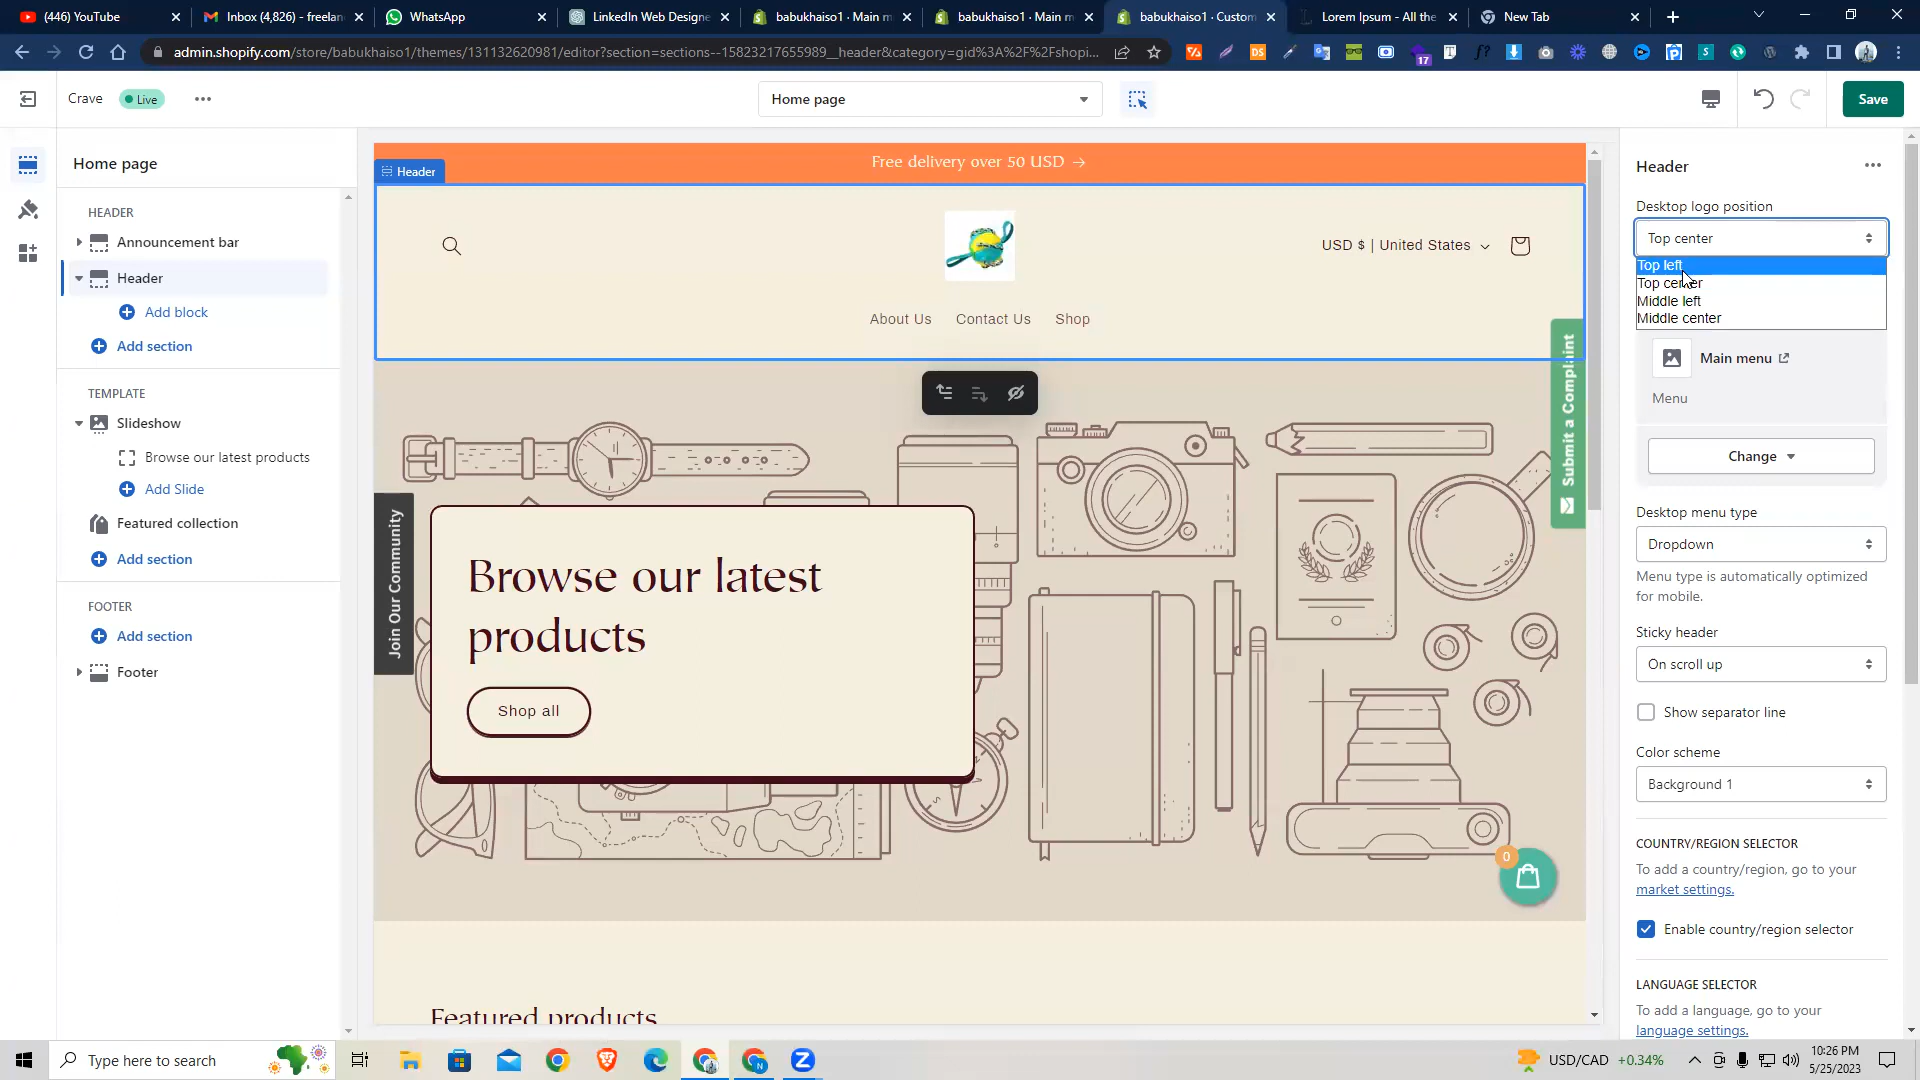 (446) YouTube
Inbox (4,826) - freelan
WhatsApp
LinkedIn Web Designe
babukhaiso1 · Main m
babukhaiso1 · Main m
babukhaiso1 · Custom
Lorem Ipsum - All the
New Tab
admin.shopify.com/store/babukhaiso1/themes/131132620981/editor?section=sections--15823217655989__header&category=gid%3A%2F%2Fshopi...
17
Crave
Live
Home page
Save
Home page
HEADER
Announcement bar
Header
Add block
Add section
TEMPLATE
Slideshow
Browse our latest products
Add Slide
Featured collection
Add section
FOOTER
Add section
Footer
Free delivery over 50 USD →
Header
USD $ | United States
About Us
Contact Us
Shop
Submit a Complaint
Join Our Community
Browse our latest
products
Shop all
0
Featured products
Header
Desktop logo position
Top center
Top left
Top center
Middle left
Middle center
Main menu
Menu
Change
Desktop menu type
Dropdown
Menu type is automatically optimized
for mobile.
Sticky header
On scroll up
Show separator line
Color scheme
Background 1
COUNTRY/REGION SELECTOR
To add a country/region, go to your
market settings.
Enable country/region selector
LANGUAGE SELECTOR
To add a language, go to your
language settings.
Type here to search
USD/CAD +0.34%
10:26 PM
5/25/2023